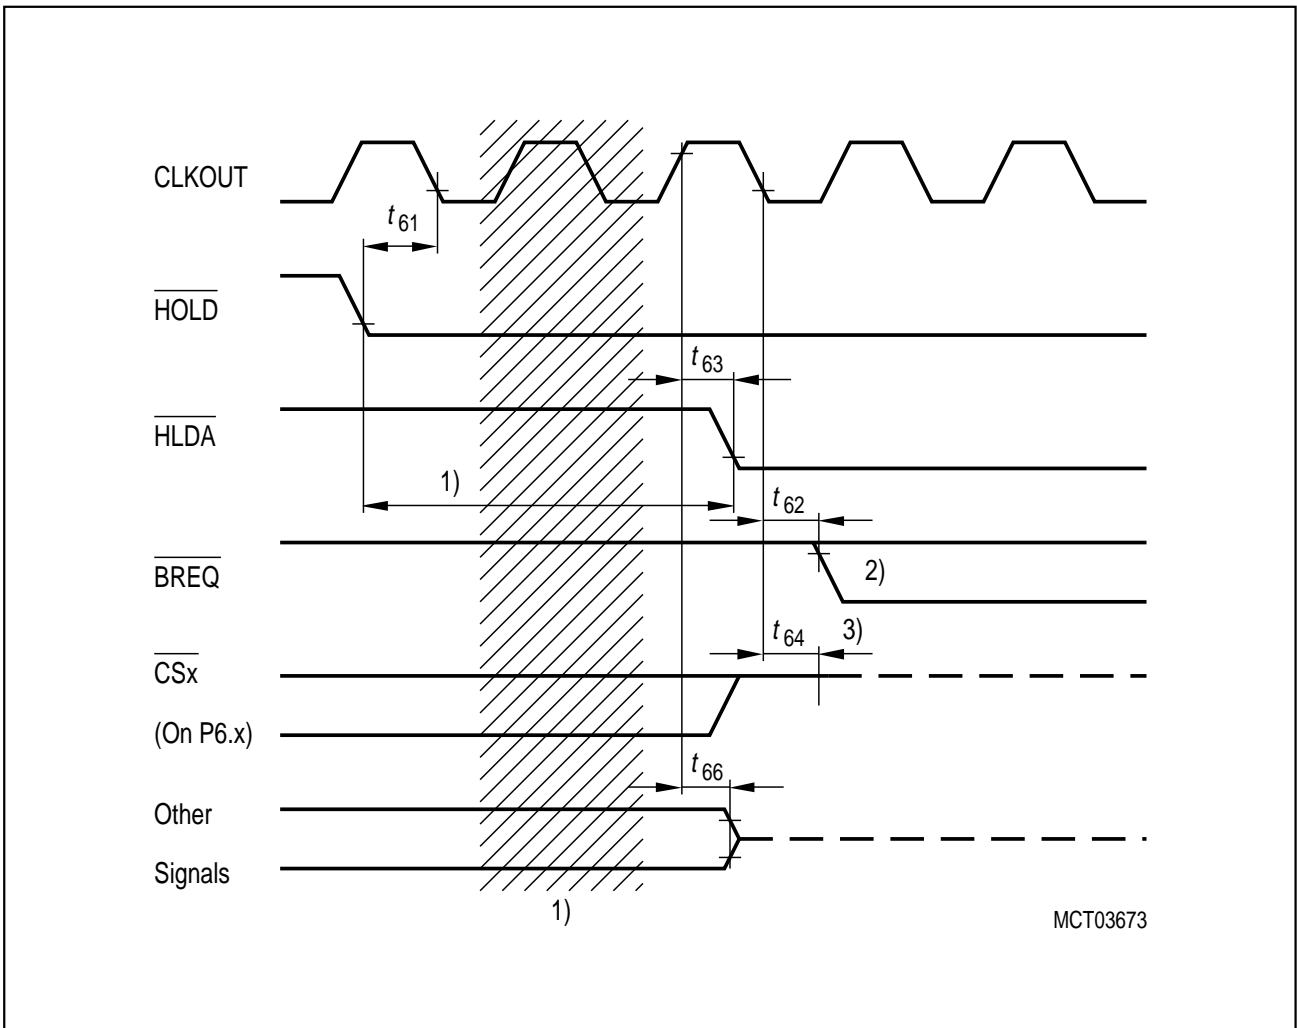 CLKOUT
t61
HOLD
t63
HLDA
1)
t62
BREQ
2)
t64
3)
CSx
(On P6.x)
t66
Other
Signals
1)
MCT03673